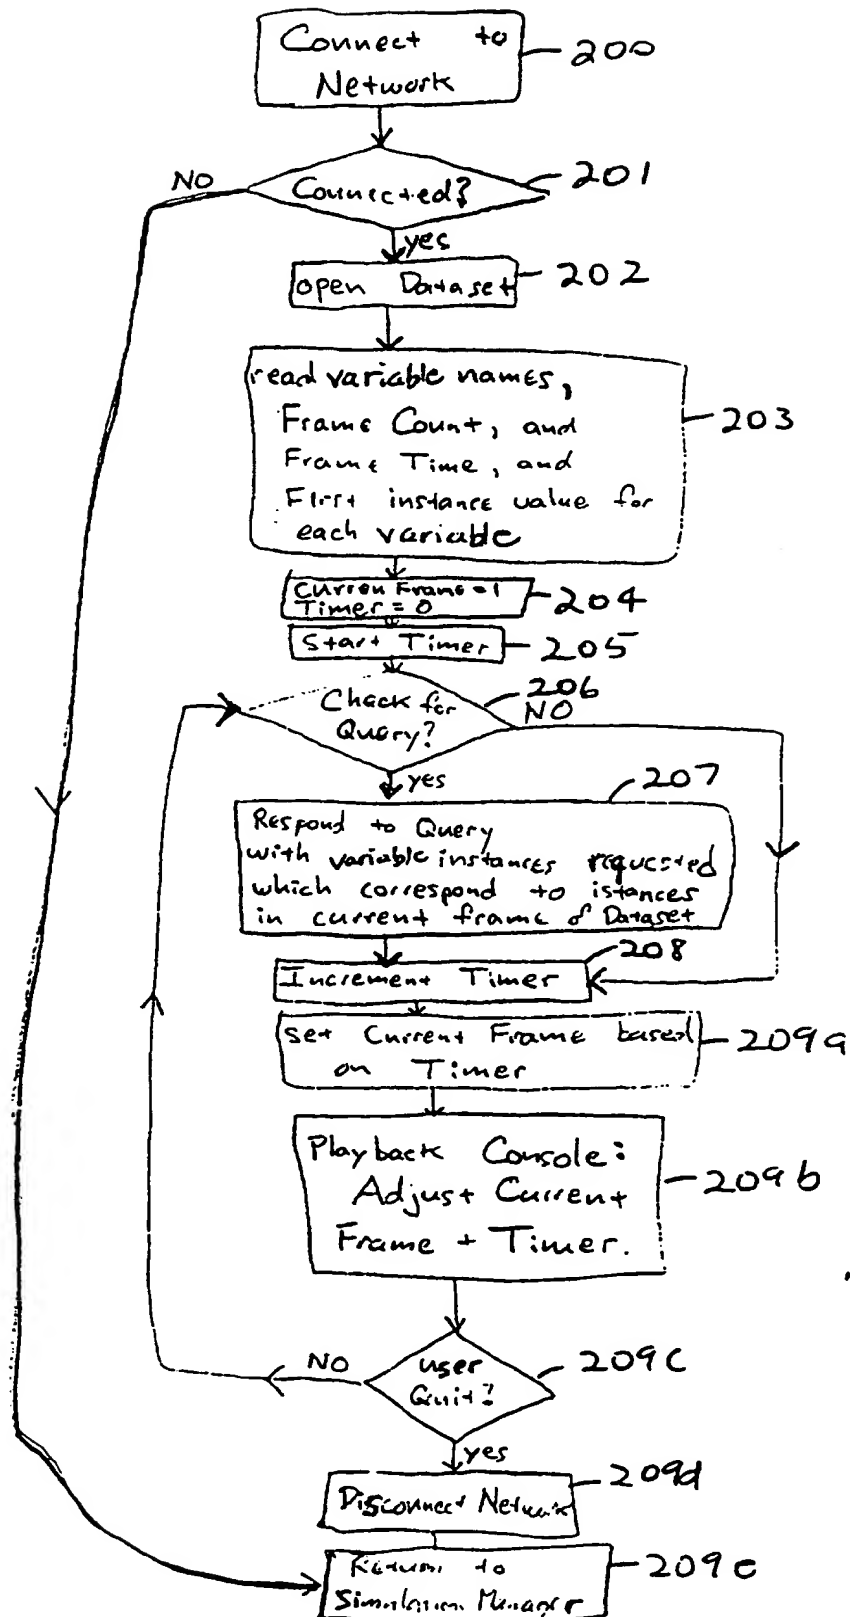 Connect to
Network
200
201
NO
Connected?
yes
open Dataset
202
read variable names,
Frame Count, and
Frame Time, and
First instance value for
each variable
203
Curren Frame=1
Timer = 0
204
Start Timer
205
206
Check for
Query?
NO
yes
207
Respond to Query
with variable instances requested
which correspond to istances
in current frame of Dataset
208
Increment Timer
set Current Frame based
on Timer
209a
Playback Console:
Adjust Current
Frame + Timer.
209b
NO
user
Quit?
209c
yes
209d
Disconnect Network
Return to
Simulation Manager
209e